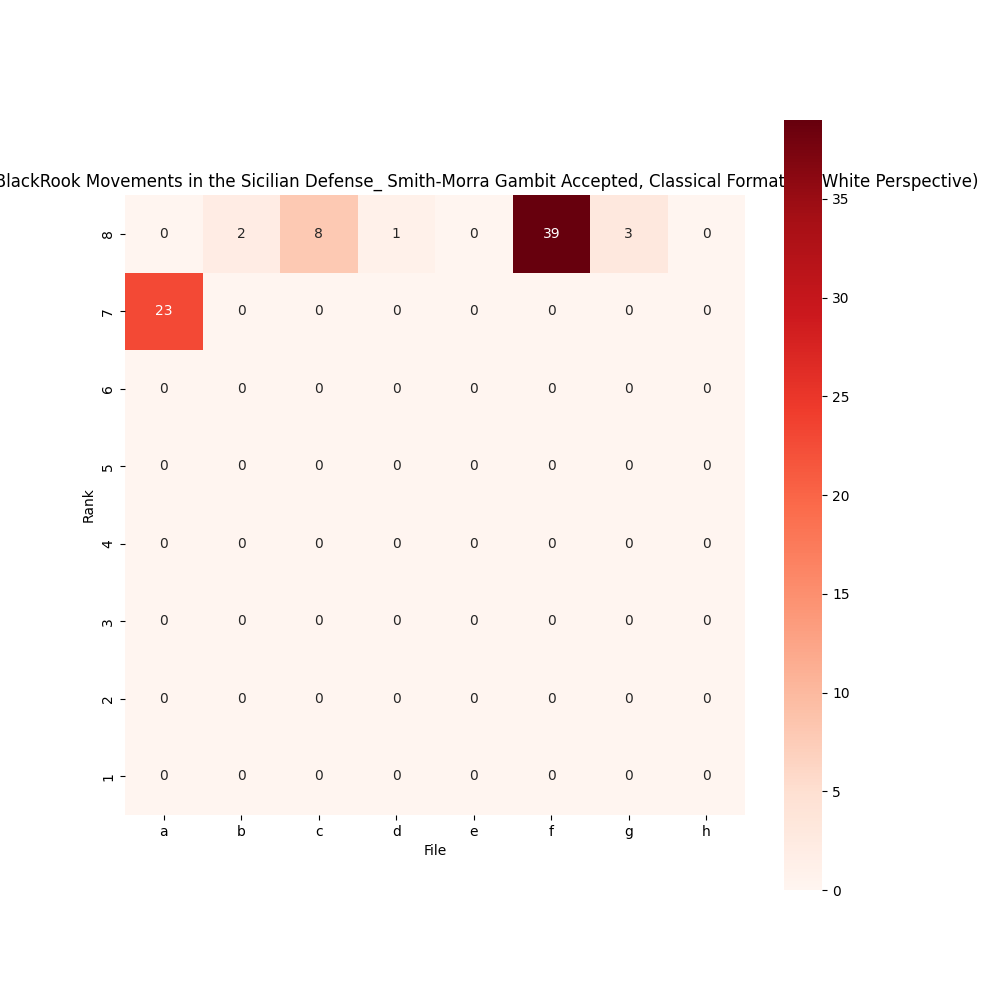 BlackRook Movements in the Sicilian Defense_ Smith-Morra Gambit Accepted, Classical White Perspective)
8 0 2 8 1 0 39 3 0
7 23 0 0 0 0 0 0 0
6 0 0 0 0 0 0 0 0
5 0 0 0 0 0 0 0 0
4 0 0 0 0 0 0 0 0
3 0 0 0 0 0 0 0 0
2 0 0 0 0 0 0 0 0
1 0 0 0 0 0 0 0 0
Rank
a b c d e f g h
File
35
30
25
20
15
10
5
0